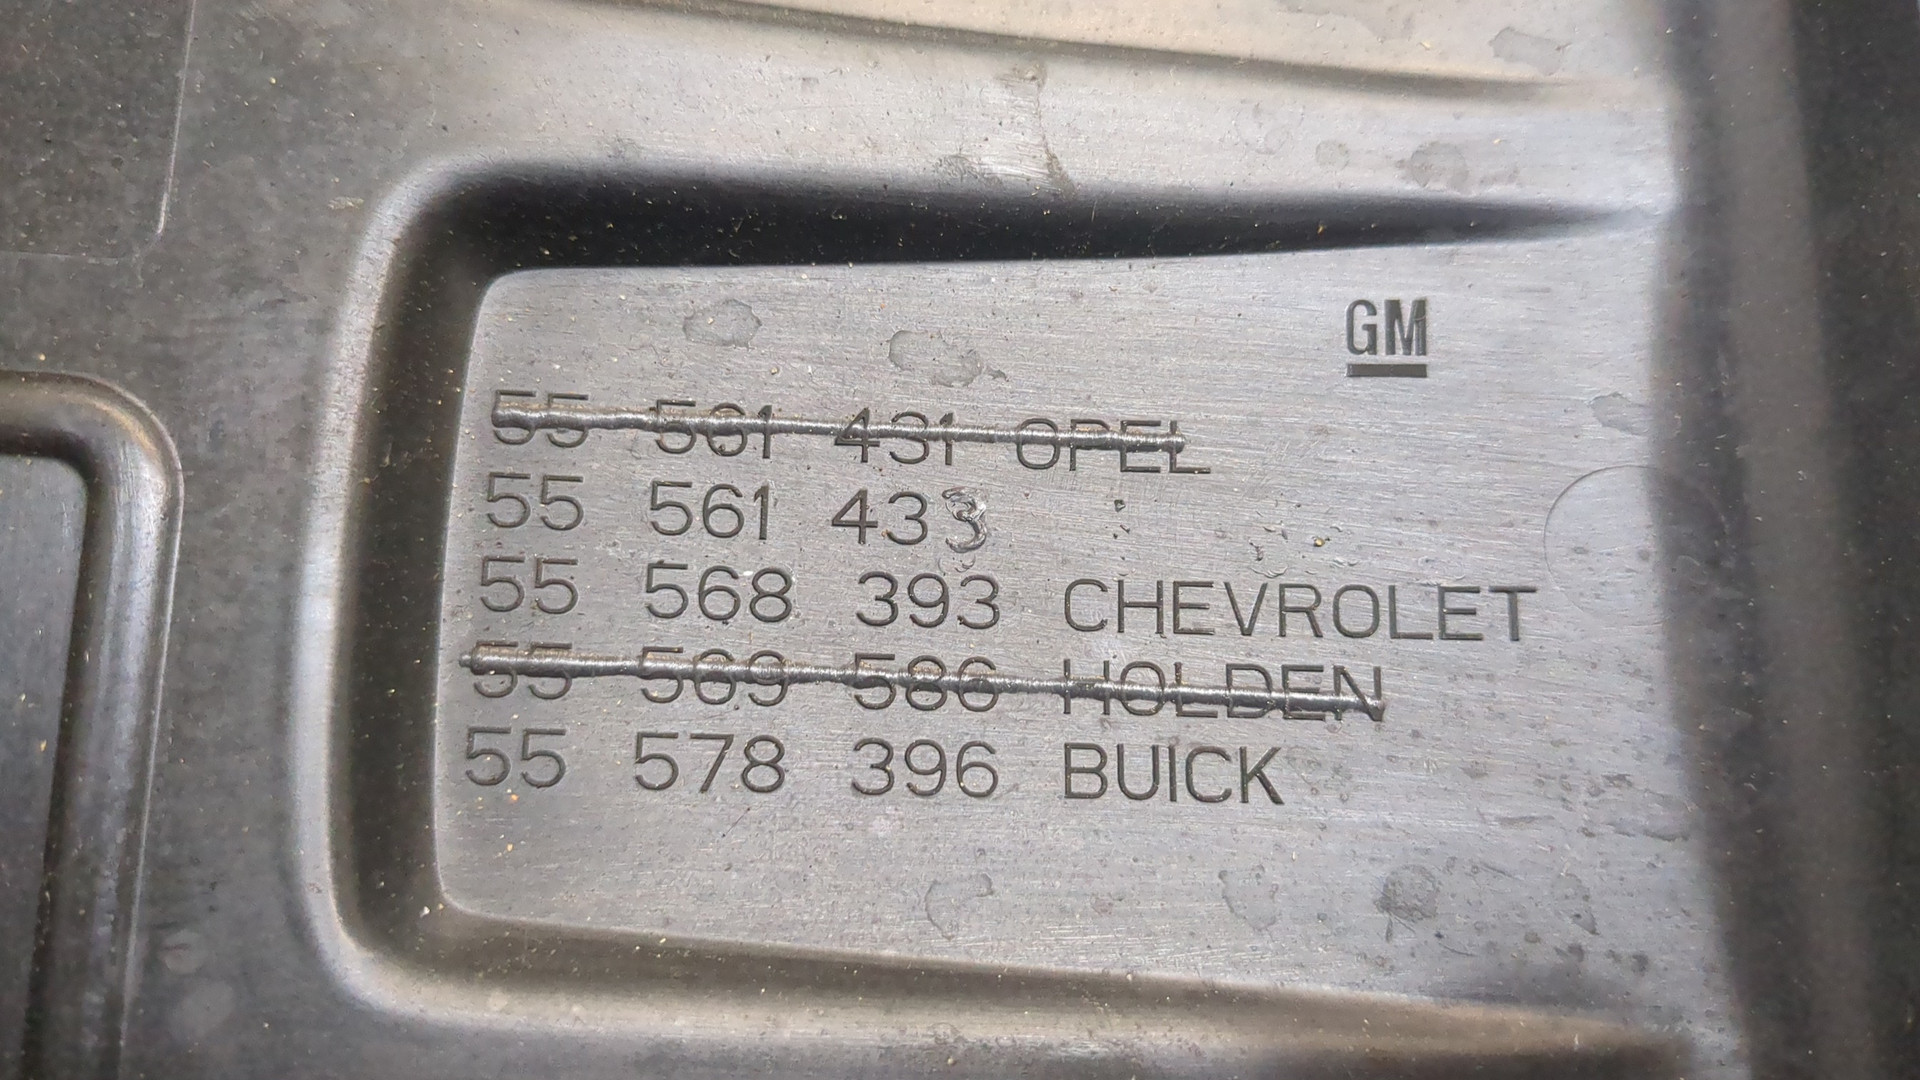 GM
55 561 431 OPEL
55 561 433
55 568 393 CHEVROLET
55 569 586 HOLDEN
55 578 396 BUICK